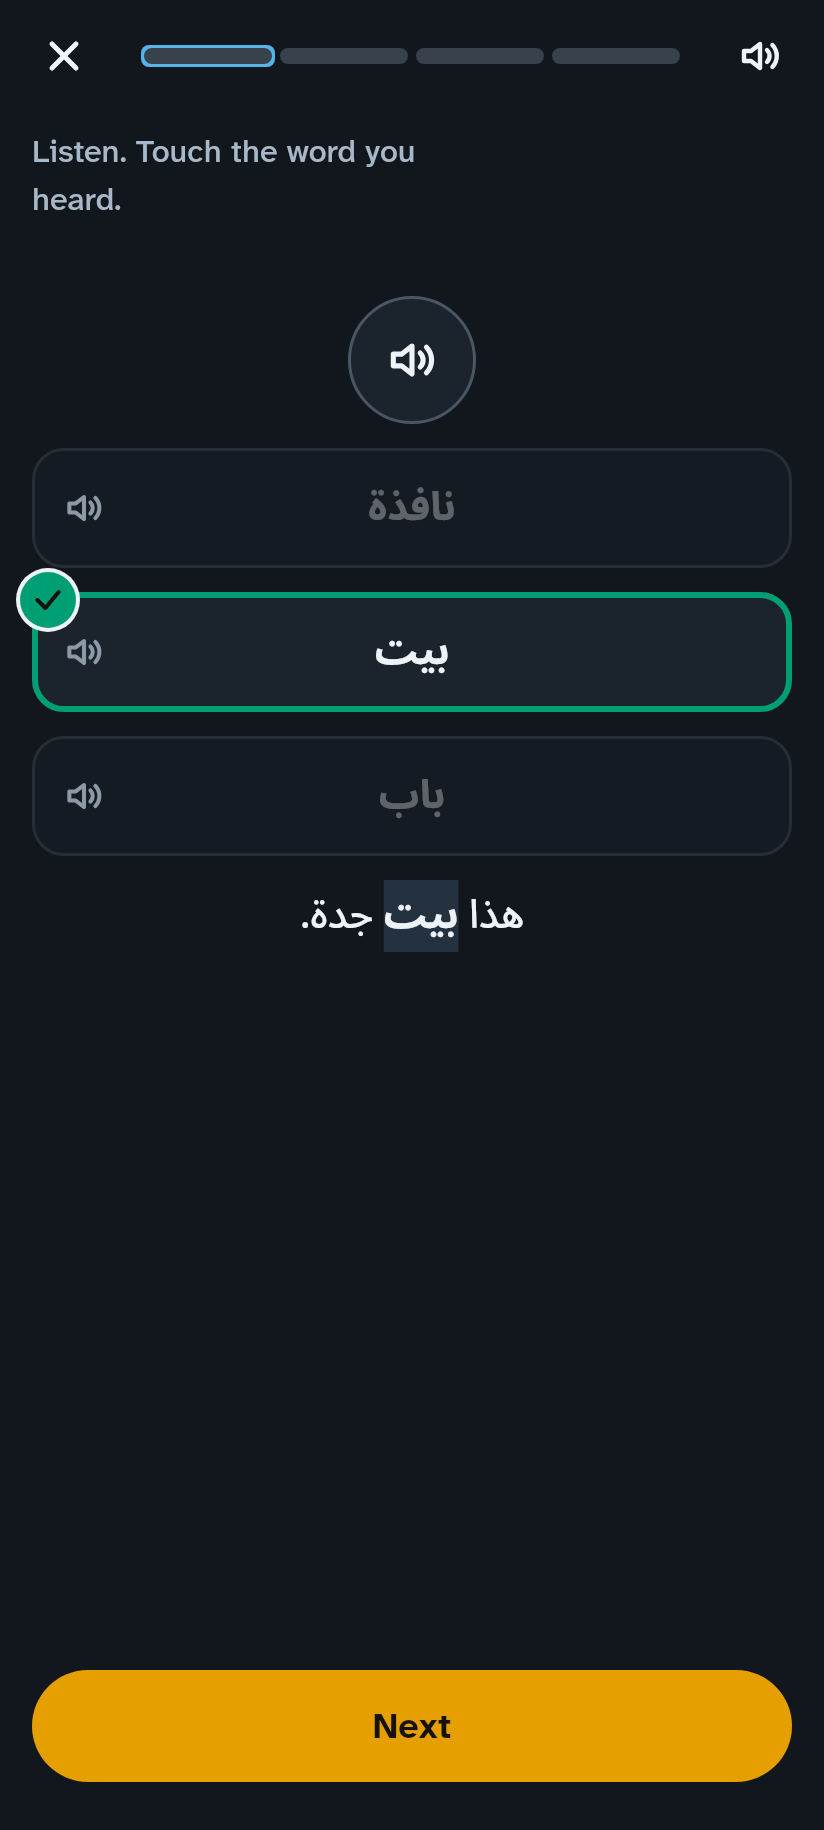 Listen. Touch the word you
heard.
نافذة
بيت
باب
هذا بيت جدة.
Next